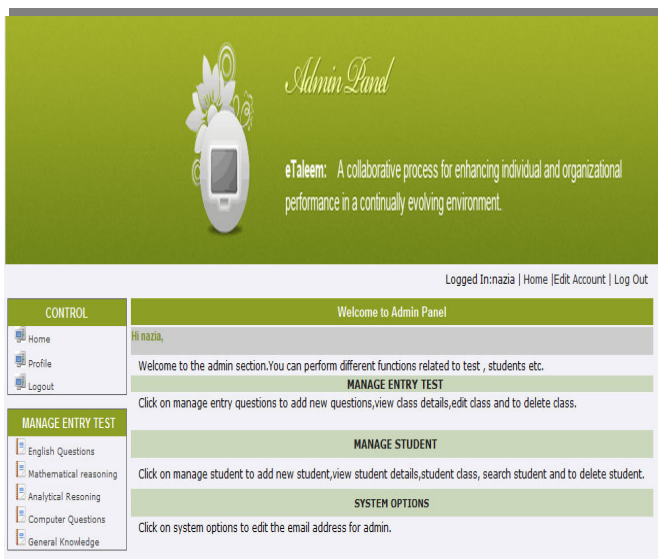 Admin Panel
eTaleem: A collaborative process for enhancing individual and organizational
performance in a continually evolving environment.
Logged In:nazia | Home |Edit Account | Log Out
CONTROL
Home
Profile
Logout
MANAGE ENTRY TEST
English Questions
Mathematical reasoning
Analytical Resoning
Computer Questions
General Knowledge
Welcome to Admin Panel
Hi nazia,
Welcome to the admin section.You can perform different functions related to test , students etc.
MANAGE ENTRY TEST
Click on manage entry questions to add new questions,view class details,edit class and to delete class.
MANAGE STUDENT
Click on manage student to add new student,view student details,student class, search student and to delete student.
SYSTEM OPTIONS
Click on system options to edit the email address for admin.